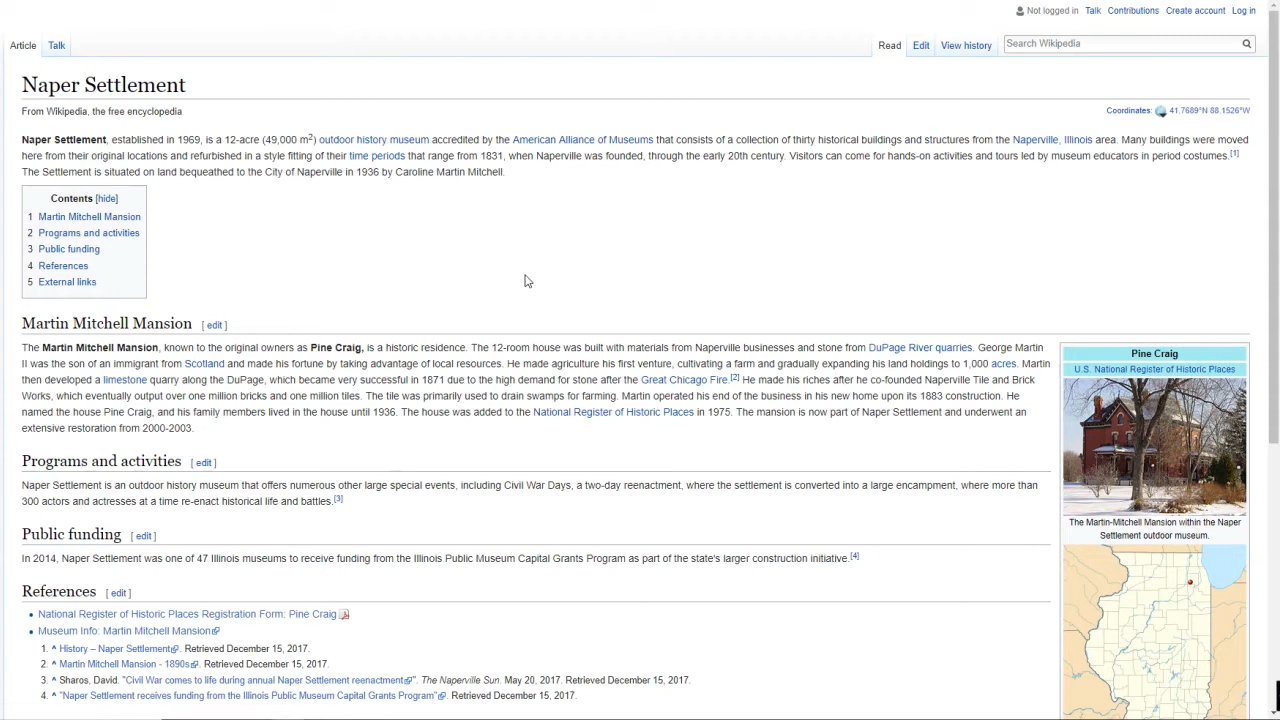 Not logged in Talk Contributions Create account Log in
Article Talk Read Edit View history Search Wikipedia
Naper Settlement
From Wikipedia, the free encyclopedia
Coordinates: 41.7689°N 88.1526°W
Naper Settlement, established in 1969, is a 12-acre (49,000 m2) outdoor history museum accredited by the American Alliance of Museums that consists of a collection of thirty historical buildings and structures from the Naperville, Illinois area. Many buildings were moved
here from their original locations and refurbished in a style fitting of their time periods that range from 1831, when Naperville was founded, through the early 20th century. Visitors can come for hands-on activities and tours led by museum educators in period costumes.[1]
The Settlement is situated on land bequeathed to the City of Naperville in 1936 by Caroline Martin Mitchell.
Contents [hide]
1 Martin Mitchell Mansion
2 Programs and activities
3 Public funding
4 References
5 External links
Martin Mitchell Mansion [ edit ]
The Martin Mitchell Mansion, known to the original owners as Pine Craig, is a historic residence. The 12-room house was built with materials from Naperville businesses and stone from DuPage River quarries. George Martin
II was the son of an immigrant from Scotland and made his fortune by taking advantage of local resources. He made agriculture his first venture, cultivating a farm and gradually expanding his land holdings to 1,000 acres. Martin
then developed a limestone quarry along the DuPage, which became very successful in 1871 due to the high demand for stone after the Great Chicago Fire.[2] He made his riches after he co-founded Naperville Tile and Brick
Works, which eventually output over one million bricks and one million tiles. The tile was primarily used to drain swamps for farming. Martin operated his end of the business in his new home upon its 1883 construction. He
named the house Pine Craig, and his family members lived in the house until 1936. The house was added to the National Register of Historic Places in 1975. The mansion is now part of Naper Settlement and underwent an
extensive restoration from 2000-2003.
Pine Craig
U.S. National Register of Historic Places
The Martin-Mitchell Mansion within the Naper
Settlement outdoor museum.
Programs and activities [ edit ]
Naper Settlement is an outdoor history museum that offers numerous other large special events, including Civil War Days, a two-day reenactment, where the settlement is converted into a large encampment, where more than
300 actors and actresses at a time re-enact historical life and battles.[3]
Public funding [ edit ]
In 2014, Naper Settlement was one of 47 Illinois museums to receive funding from the Illinois Public Museum Capital Grants Program as part of the state's larger construction initiative.[4]
References [ edit ]
• National Register of Historic Places Registration Form: Pine Craig
• Museum Info: Martin Mitchell Mansion
1. ^ History – Naper Settlement. Retrieved December 15, 2017.
2. ^ Martin Mitchell Mansion - 1890s. Retrieved December 15, 2017.
3. ^ Sharos, David. "Civil War comes to life during annual Naper Settlement reenactment". The Naperville Sun. May 20, 2017. Retrieved December 15, 2017.
4. ^ "Naper Settlement receives funding from the Illinois Public Museum Capital Grants Program". Retrieved December 15, 2017.